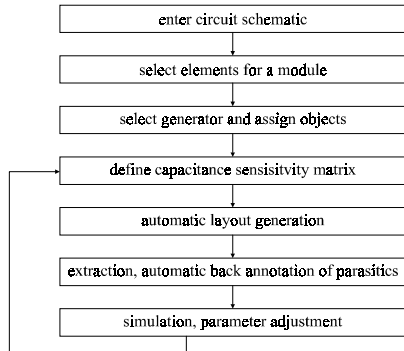 enter circuit schematic
select elements for a module
select generator and assign objects
define capacitance sensisitvity matrix
automatic layout generation
extraction, automatic back annotation of parasitics
simulation, parameter adjustment